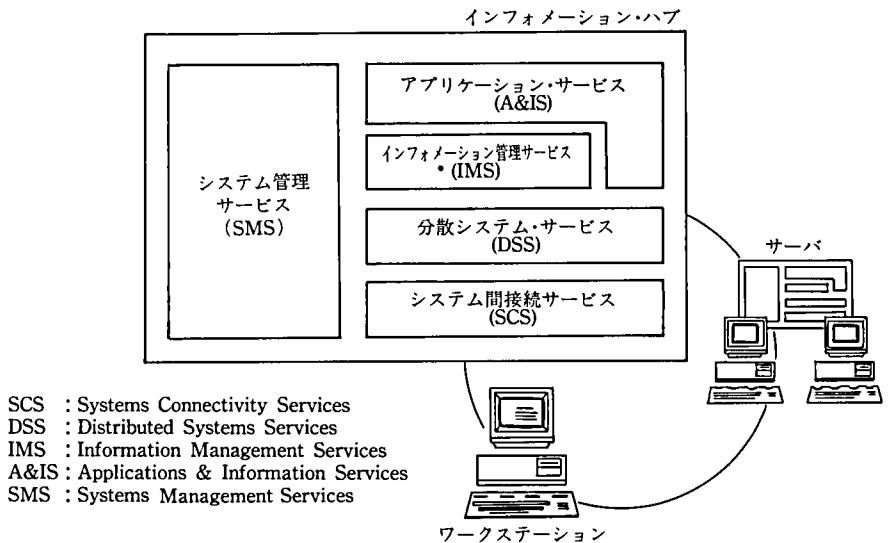 インフォメーション・ハブ
システム管理
サービス
(SMS)
アプリケーション・サービス
(A&IS)
インフォメーション管理サービス
• (IMS)
分散システム・サービス
(DSS)
システム間接続サービス
(SCS)
サーバ
SCS : Systems Connectivity Services
DSS : Distributed Systems Services
IMS : Information Management Services
A&IS : Applications & Information Services
SMS : Systems Management Services
ワークステーション